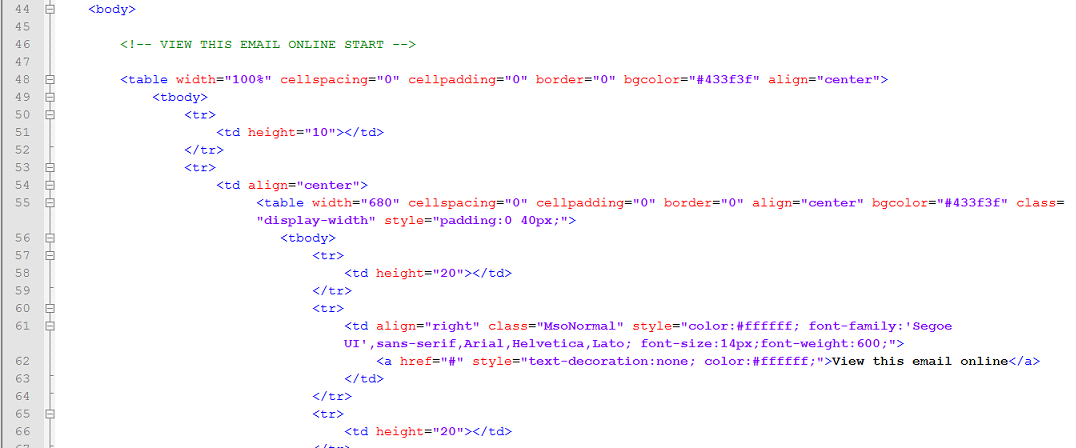 44 <body>
45
46 <!-- VIEW THIS EMAIL ONLINE START -->
47
48 <table width="100%" cellspacing="0" cellpadding="0" border="0" bgcolor="#433f3f" align="center">
49 <tbody>
50 <tr>
51 <td height="10"></td>
52 </tr>
53 <tr>
54 <td align="center">
55 <table width="680" cellspacing="0" cellpadding="0" border="0" align="center" bgcolor="#433f3f" class=
"display-width" style="padding:0 40px;">
56 <tbody>
57 <tr>
58 <td height="20"></td>
59 </tr>
60 <tr>
61 <td align="right" class="MsoNormal" style="color:#ffffff; font-family:'Segoe
UI',sans-serif,Arial,Helvetica,Lato; font-size:14px;font-weight:600;">
62 <a href="#" style="text-decoration:none; color:#ffffff;">View this email online</a>
63 </td>
64 </tr>
65 <tr>
66 <td height="20"></td>